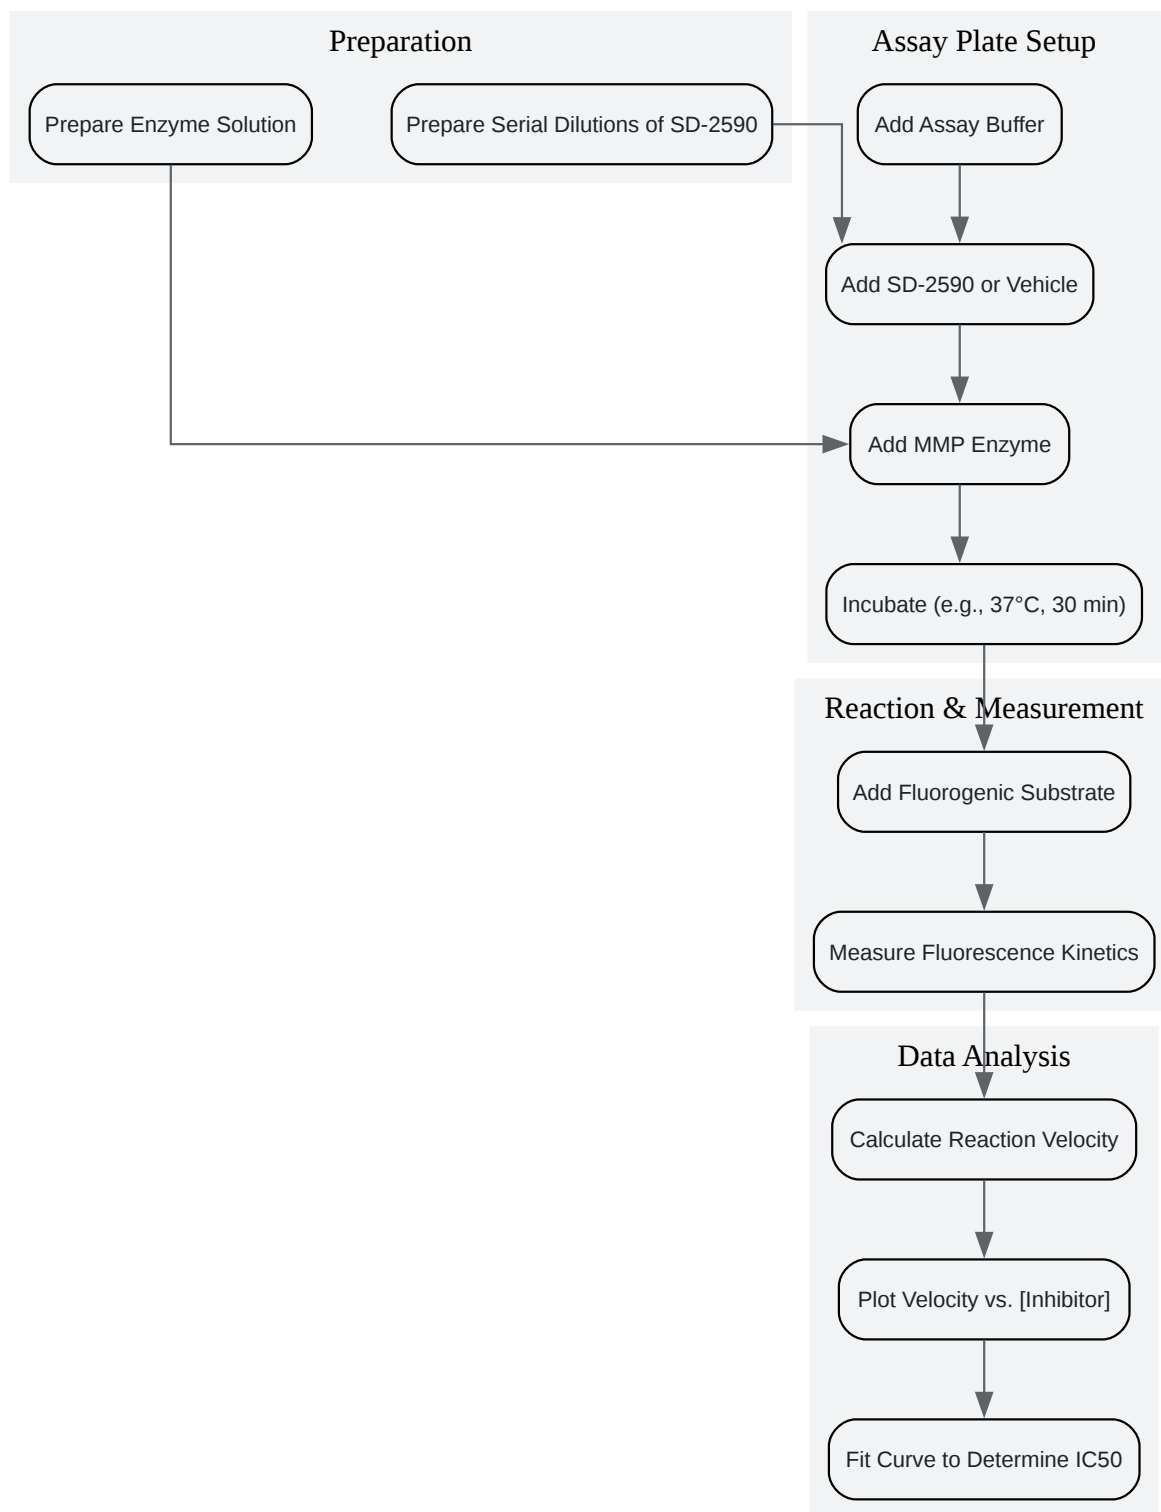 Preparation
Prepare Enzyme Solution
Prepare Serial Dilutions of SD-2590
Assay Plate Setup
Add Assay Buffer
Add SD-2590 or Vehicle
Add MMP Enzyme
Incubate (e.g., 37°C, 30 min)
Reaction & Measurement
Add Fluorogenic Substrate
Measure Fluorescence Kinetics
Data Analysis
Calculate Reaction Velocity
Plot Velocity vs. [Inhibitor]
Fit Curve to Determine IC50